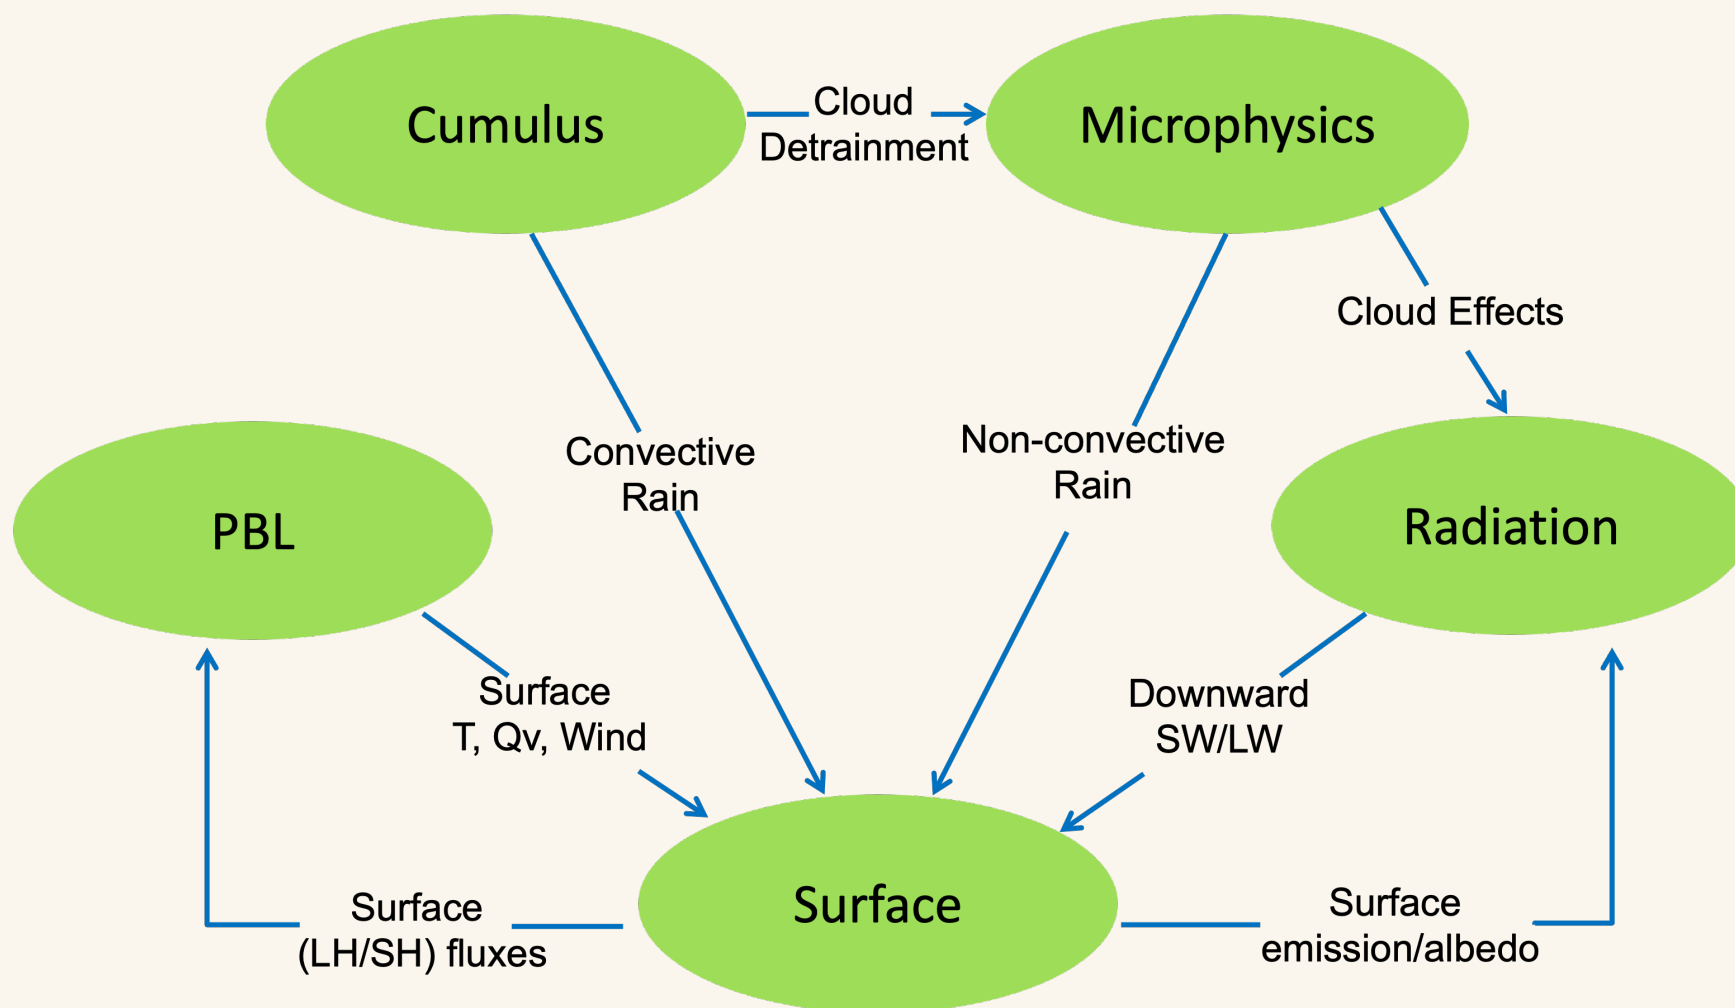 Cumulus
Cloud
Detrainment
Microphysics
Cloud Effects
Convective
Rain
Non-convective
Rain
PBL
Radiation
Surface
T, Qv, Wind
Downward
SW/LW
Surface
Surface
(LH/SH) fluxes
Surface
emission/albedo